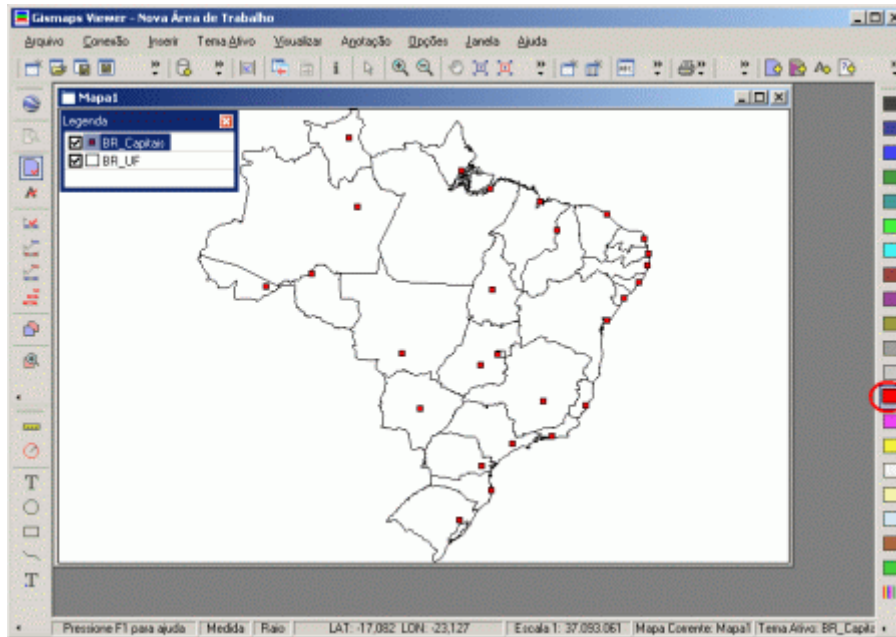 Gismaps Viewer - Nova Área de Trabalho
Arquivo Conexão Inserir Tema Ativo Visualizar Anotação Opções Janela Ajuda
Mapa1
Legenda
BR_Capitais
BR_UF
T
.T
Pressione F1 para ajuda Medida Raio LAT: -17,082 LON: -23,127 Escala 1: 37.093.061 Mapa Corrente: Mapa1 Tema Ativo: BR_Capita